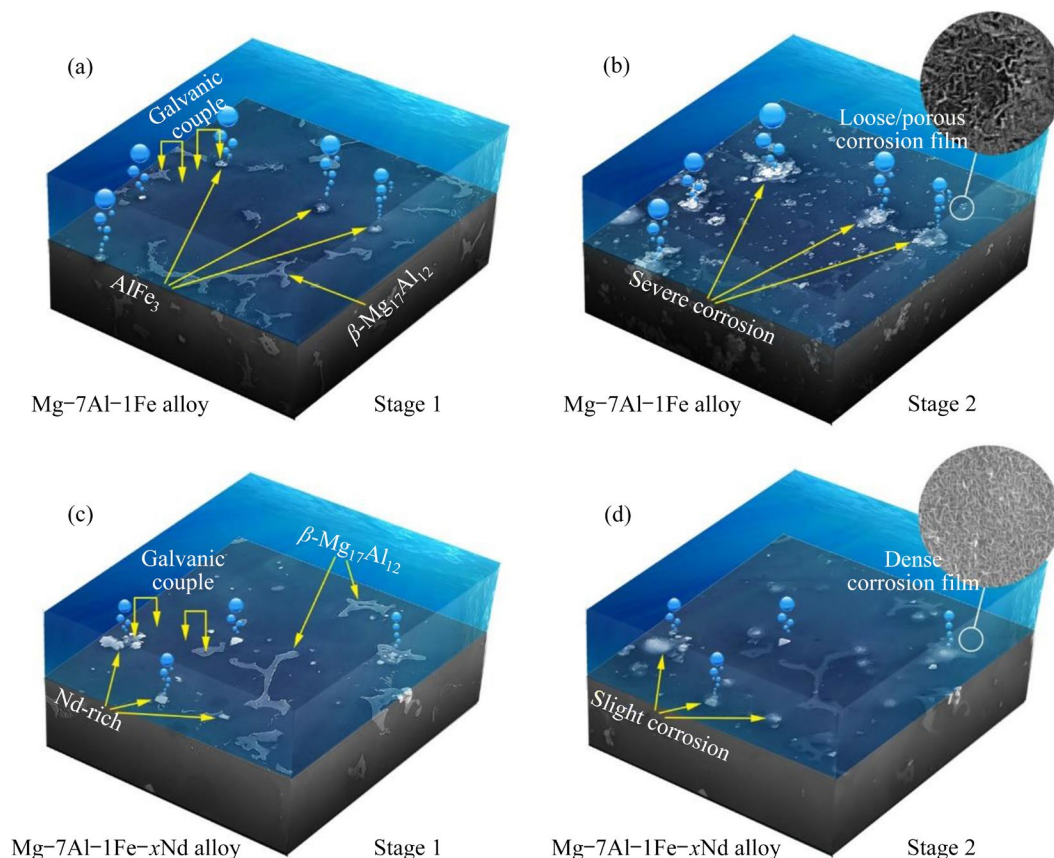 (a)
Galvanic
couple
AlFe₃
β-Mg₁₇Al₁₂
Mg−7Al−1Fe alloy
Stage 1
(b)
Loose/porous
corrosion film
Severe corrosion
Mg−7Al−1Fe alloy
Stage 2
(c)
Galvanic
couple
β-Mg₁₇Al₁₂
Nd-rich
Mg−7Al−1Fe−xNd alloy
Stage 1
(d)
Dense
corrosion film
Slight corrosion
Mg−7Al−1Fe−xNd alloy
Stage 2